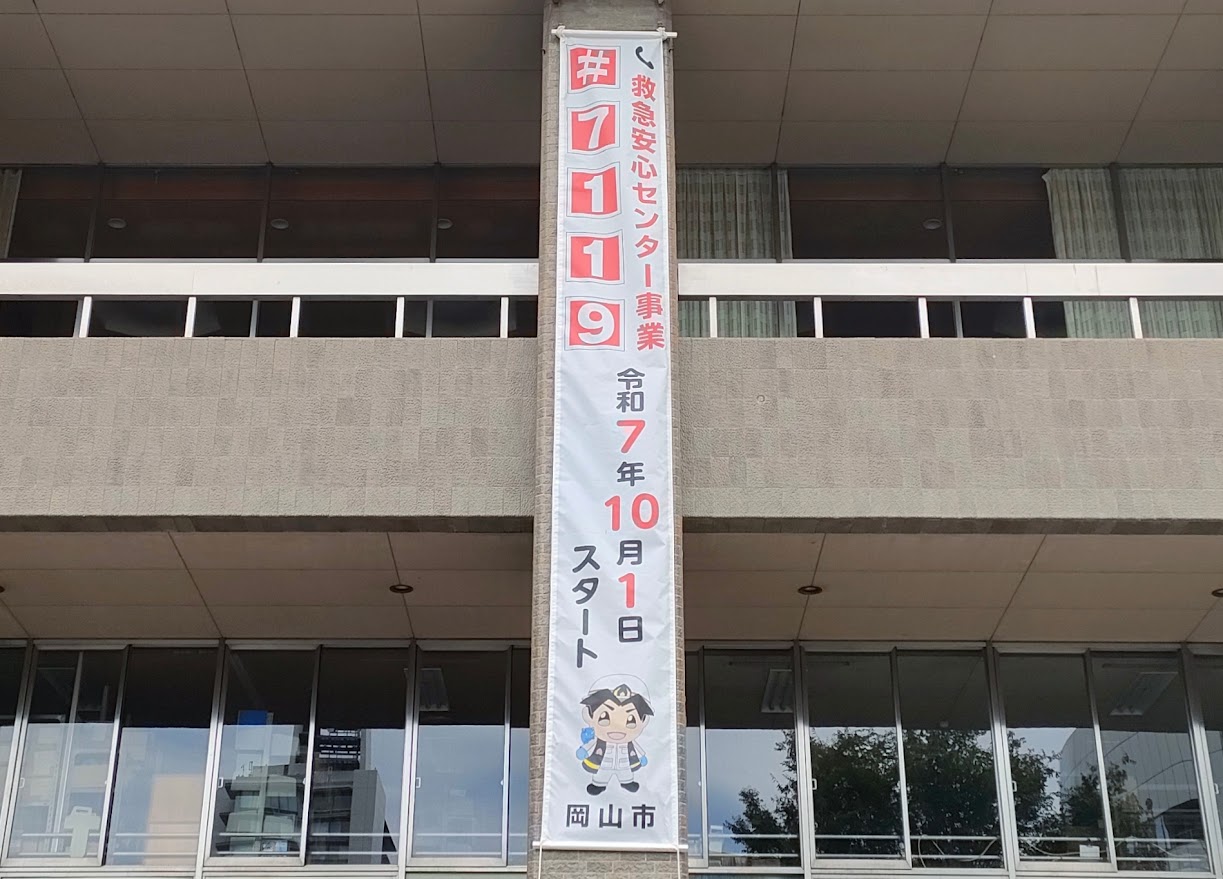 救急安心センター事業
#7119
令和7年10月1日
スタート
岡山市